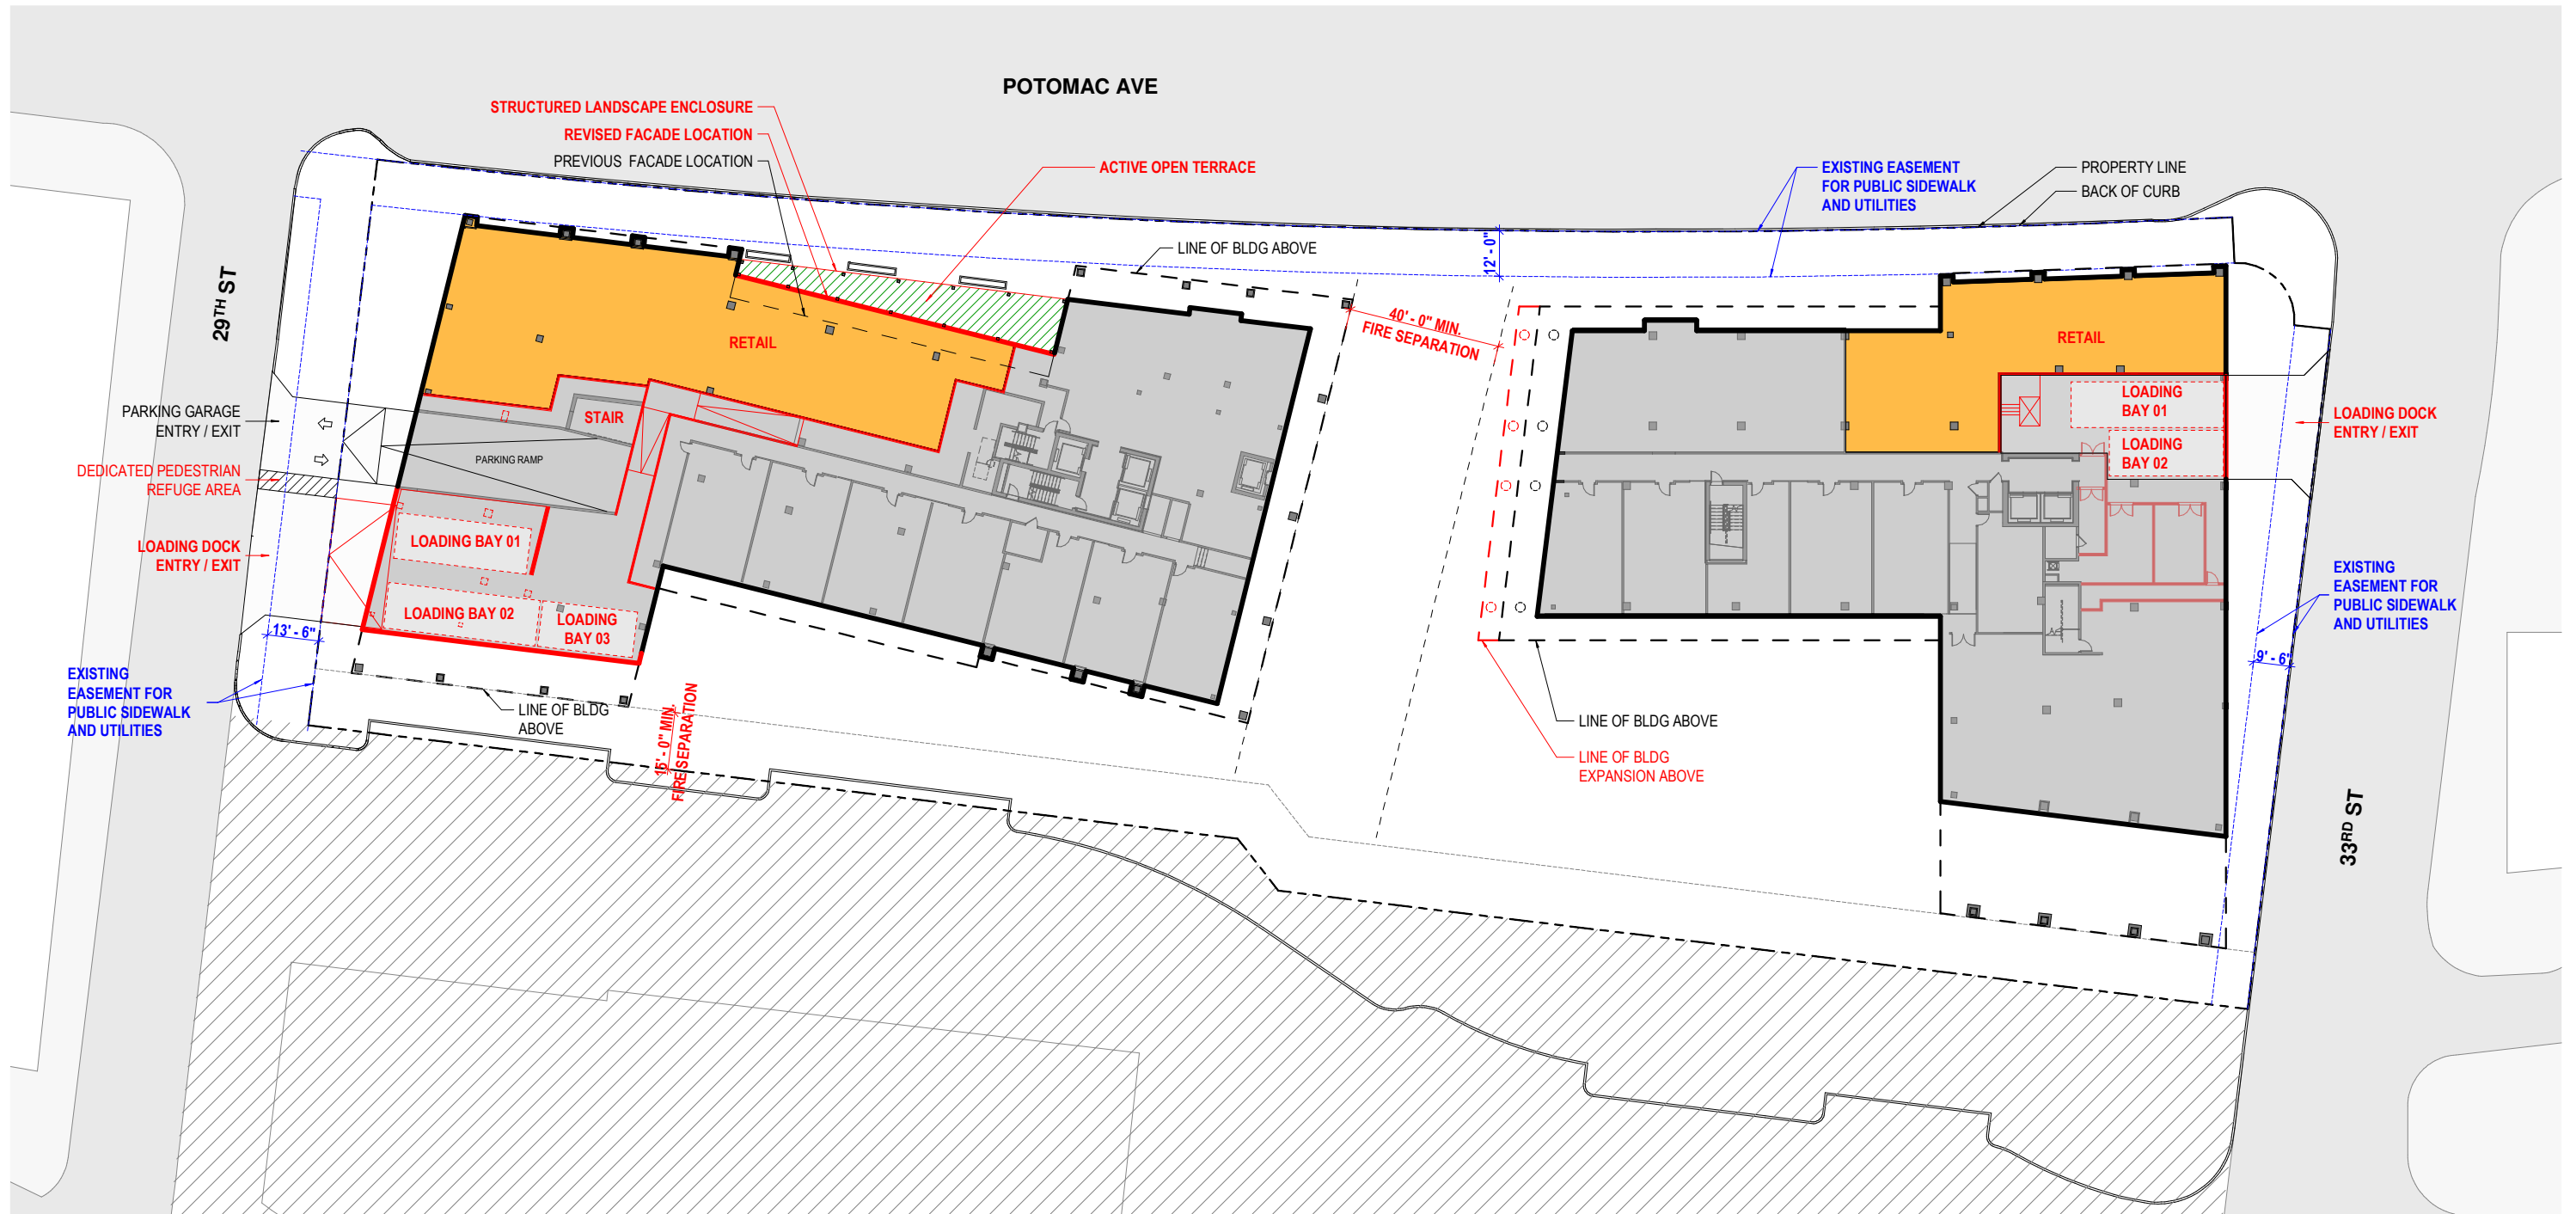 POTOMAC AVE
STRUCTURED LANDSCAPE ENCLOSURE
REVISED FACADE LOCATION
PREVIOUS FACADE LOCATION
ACTIVE OPEN TERRACE
EXISTING EASEMENT
FOR PUBLIC SIDEWALK
AND UTILITIES
PROPERTY LINE
BACK OF CURB
LINE OF BLDG ABOVE
12' - 0"
29TH ST
40' - 0" MIN.
FIRE SEPARATION
RETAIL
RETAIL
STAIR
PARKING GARAGE
ENTRY / EXIT
PARKING RAMP
DEDICATED PEDESTRIAN
REFUGE AREA
LOADING DOCK
ENTRY / EXIT
LOADING BAY 01
LOADING BAY 02
LOADING
BAY 03
13' - 6"
EXISTING
EASEMENT FOR
PUBLIC SIDEWALK
AND UTILITIES
LINE OF BLDG
ABOVE
15' - 0" MIN.
FIRE SEPARATION
LOADING
BAY 01
LOADING
BAY 02
LOADING DOCK
ENTRY / EXIT
EXISTING
EASEMENT FOR
PUBLIC SIDEWALK
AND UTILITIES
9' - 6"
LINE OF BLDG ABOVE
LINE OF BLDG
EXPANSION ABOVE
33RD ST